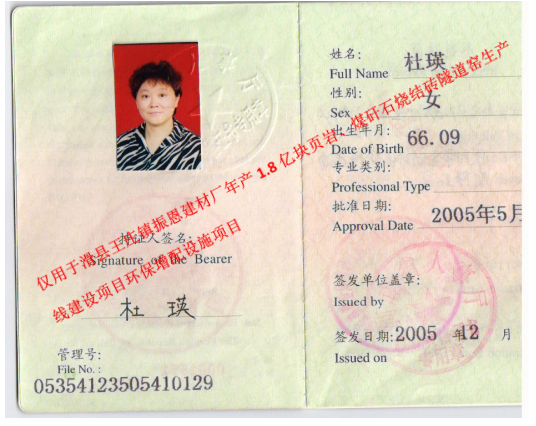 持证人签名:
Signature of the Bearer
杜瑛
管理号:
File No.:
05354123505410129
姓名: 杜瑛
Full Name
性别: 女
Sex
出生年月: 66.09
Date of Birth
专业类别:
Professional Type
批准日期: 2005年5月
Approval Date
签发单位盖章:
Issued by
签发日期:2005 年12 月
Issued on
仅用于滑县王庄镇振恩建材厂年产1.8亿块页岩、煤矸石烧结砖隧道窑生产
线建设项目环保增配设施项目